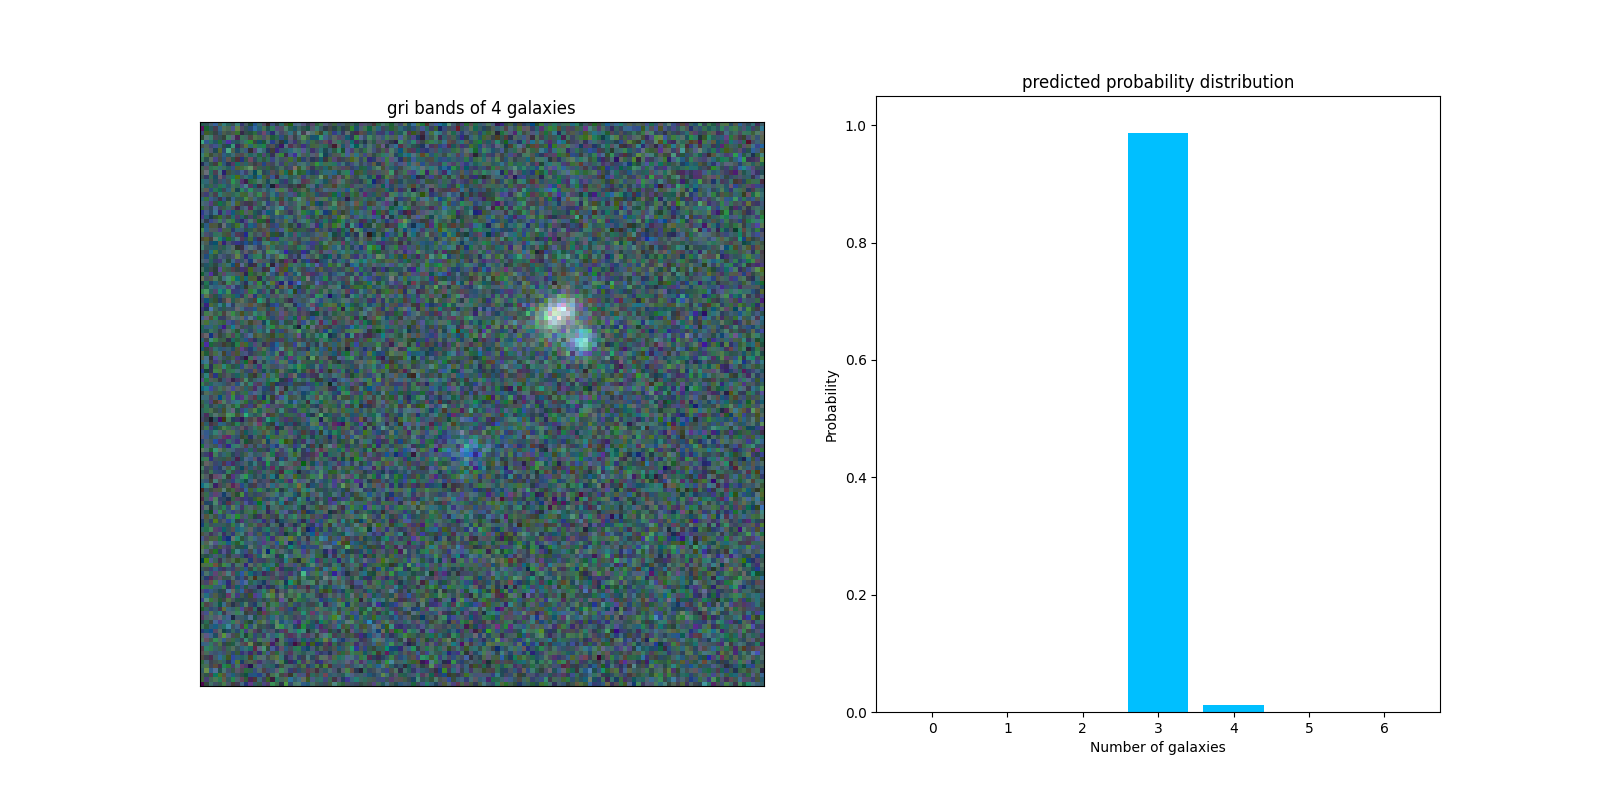 gri bands of 4 galaxies
predicted probability distribution
1.0
0.8
0.6
0.4
0.2
0.0
Probability
0 1 2 3 4 5 6
Number of galaxies